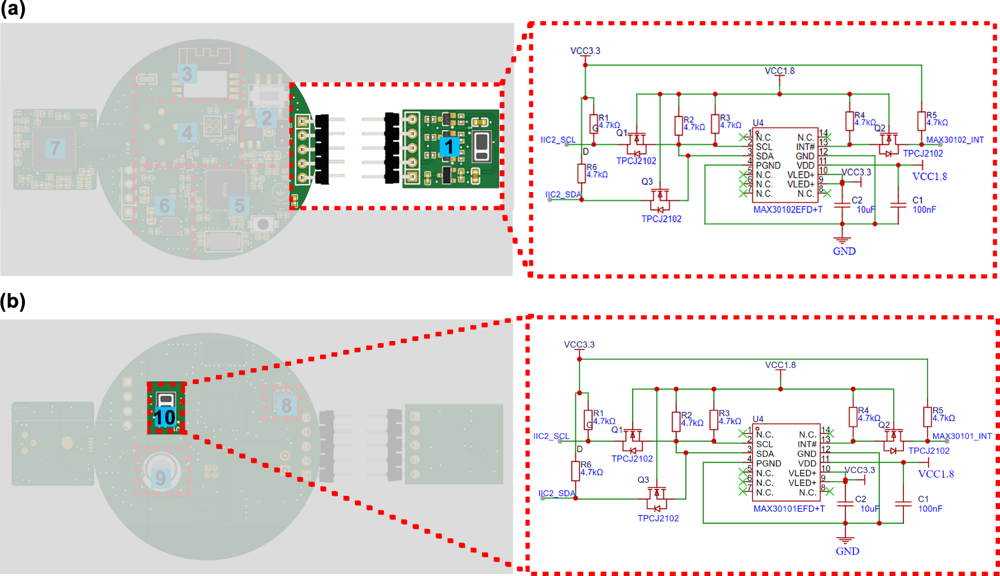 (a)
3
2
4
7
1
6
5
VCC3.3
VCC1.8
R1
4.7kΩ
G
R2
4.7kΩ
R3
4.7kΩ
R4
4.7kΩ
R5
4.7kΩ
Q1
Q2
U4
IIC2_SCL
D
TPCJ2102
MAX30102_INT
TPCJ2102
R6
4.7kΩ
Q3
IIC2_SDA
TPCJ2102
1 N.C. N.C. 14
2 SCL INT# 13
3 SDA GND 12
4 PGND VDD 11
5 N.C. VLED+ 10
6 N.C. VLED+ 9
7 N.C. N.C. 8
VCC3.3
VCC1.8
MAX30102EFD+T
C2
10uF
C1
100nF
GND
(b)
10
8
9
VCC3.3
VCC1.8
R1
4.7kΩ
G
R2
4.7kΩ
R3
4.7kΩ
R4
4.7kΩ
R5
4.7kΩ
Q1
Q2
U4
IIC2_SCL
D
TPCJ2102
MAX30101_INT
TPCJ2102
R6
4.7kΩ
Q3
IIC2_SDA
TPCJ2102
1 N.C. N.C. 14
2 SCL INT# 13
3 SDA GND 12
4 PGND VDD 11
5 N.C. VLED+ 10
6 N.C. VLED+ 9
7 N.C. N.C. 8
VCC3.3
VCC1.8
MAX30101EFD+T
C2
10uF
C1
100nF
GND